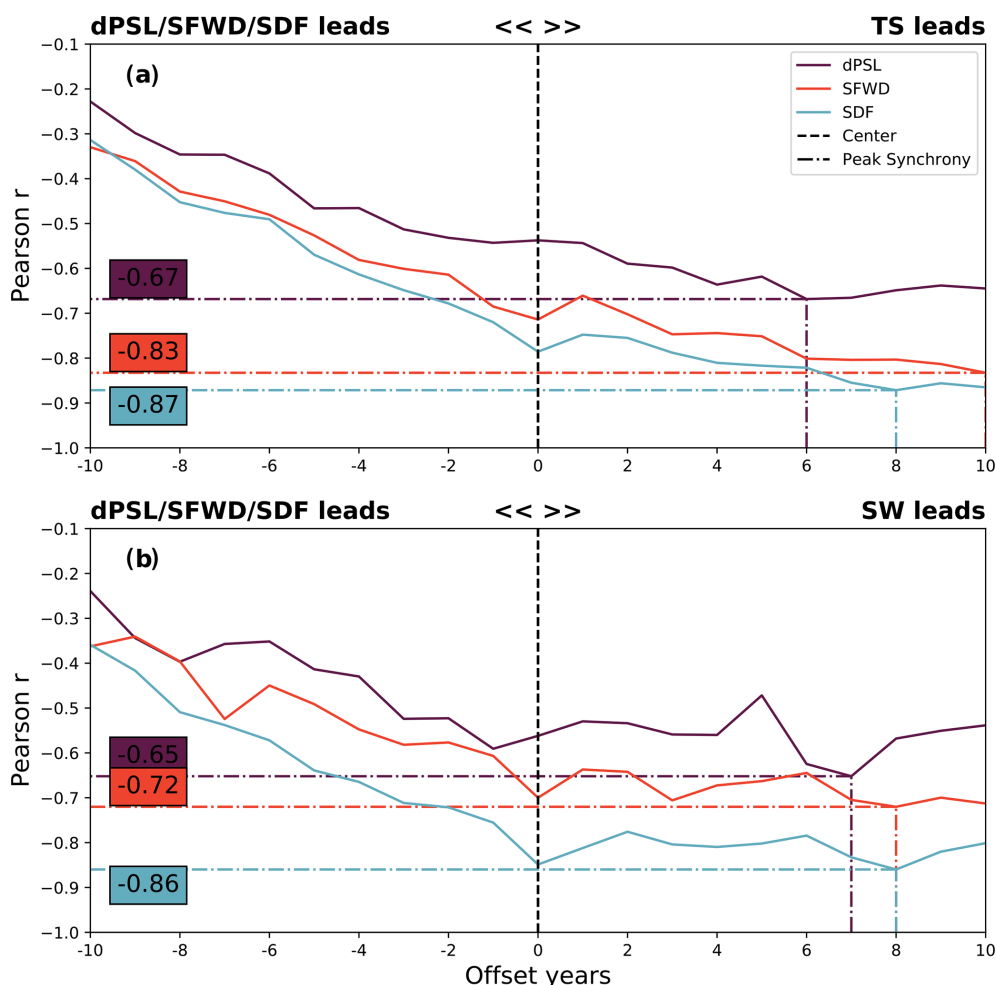 dPSL/SFWD/SDF leads << >> TS leads
(a)
dPSL
SFWD
SDF
Center
Peak Synchrony
Pearson r
−0.1
−0.2
−0.3
−0.4
−0.5
−0.6
−0.7
−0.8
−0.9
−1.0
-0.67
-0.83
-0.87
-10 -8 -6 -4 -2 0 2 4 6 8 10
dPSL/SFWD/SDF leads << >> SW leads
(b)
Pearson r
−0.1
−0.2
−0.3
−0.4
−0.5
−0.6
−0.7
−0.8
−0.9
−1.0
-0.65
-0.72
-0.86
-10 -8 -6 -4 -2 0 2 4 6 8 10
Offset years